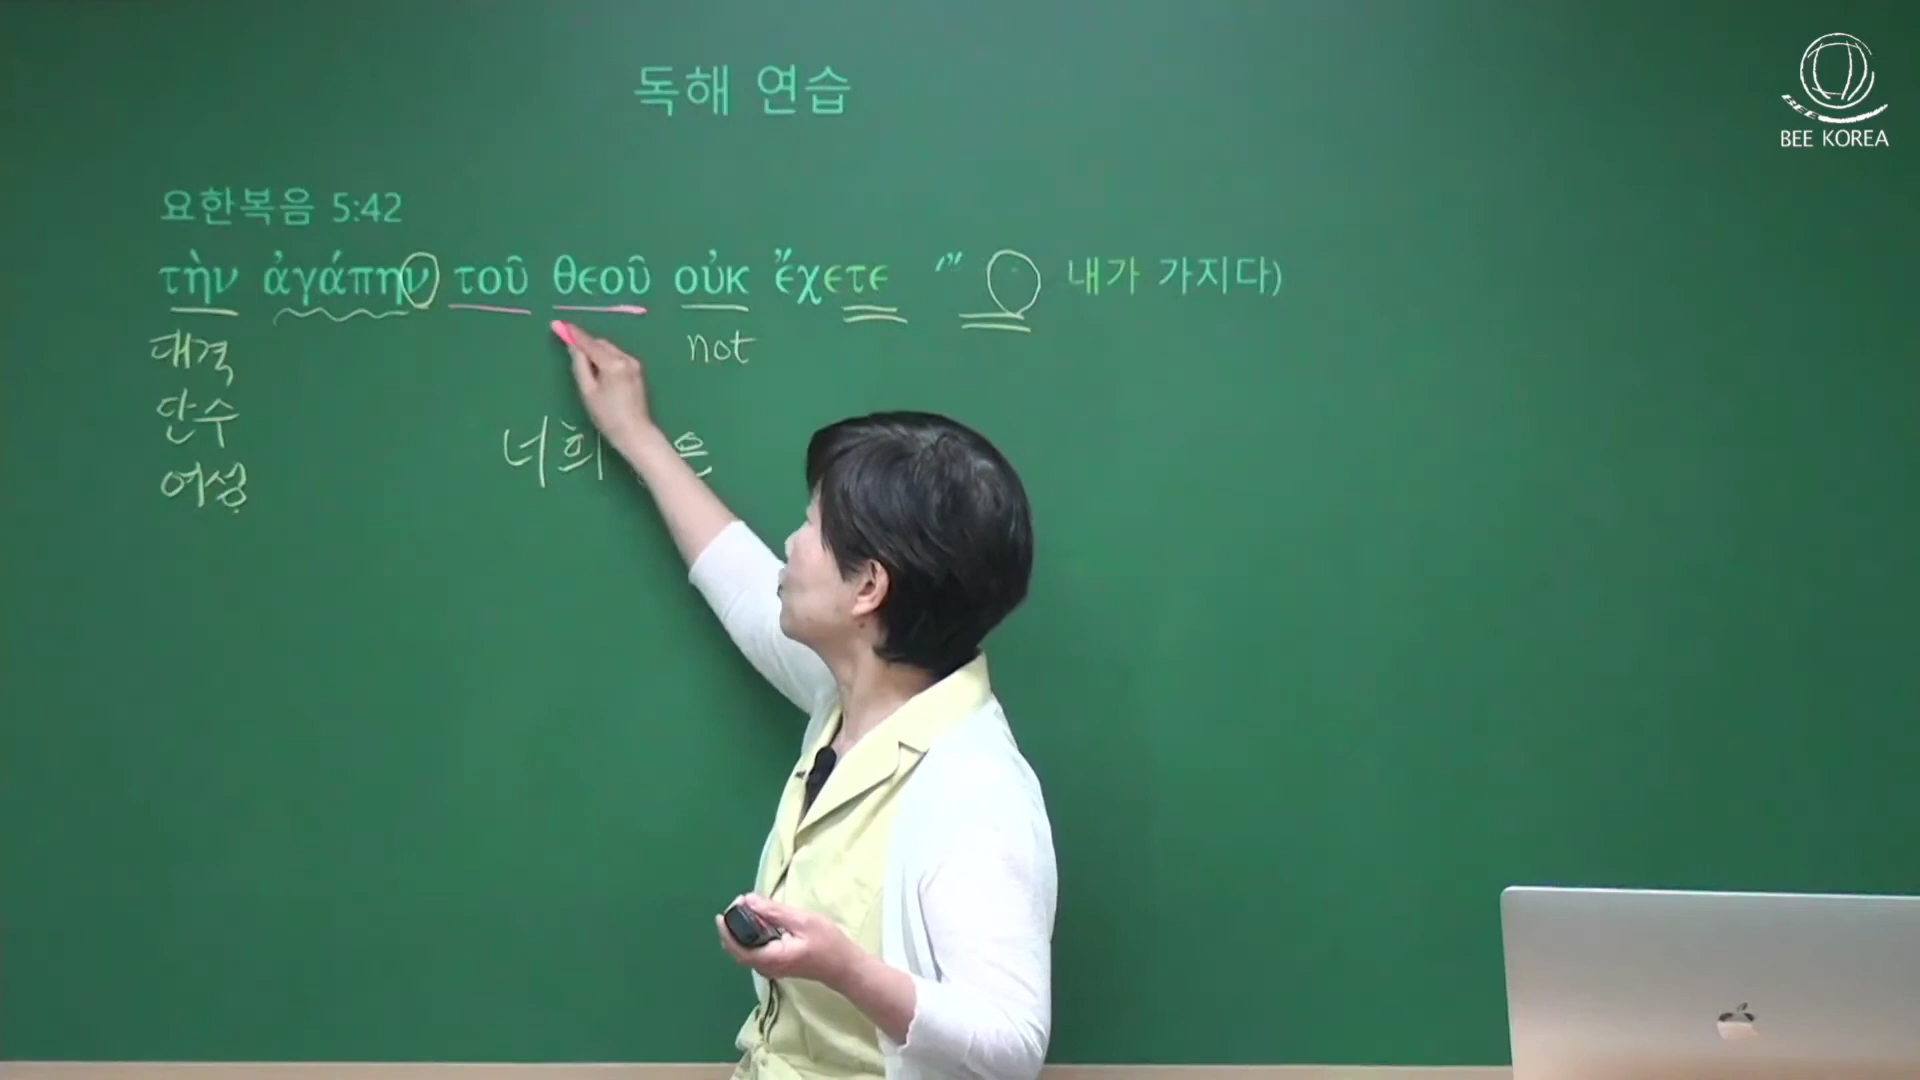 독해 연습
BEE KOREA
요한복음 5:42
τὴν ἀγάπην τοῦ θεοῦ οὐκ ἔχετε 내가 가지다)
대격
not
단수
너희
여성